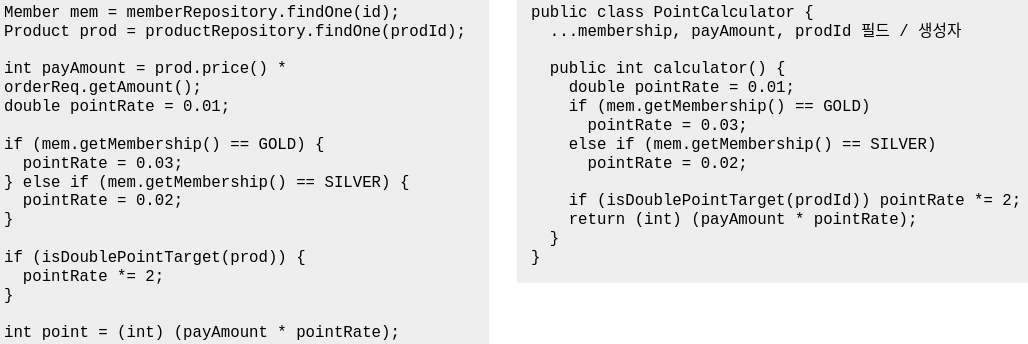 Member mem = memberRepository.findOne(id);
Product prod = productRepository.findOne(prodId);

int payAmount = prod.price() *
orderReq.getAmount();
double pointRate = 0.01;

if (mem.getMembership() == GOLD) {
  pointRate = 0.03;
} else if (mem.getMembership() == SILVER) {
  pointRate = 0.02;
}

if (isDoublePointTarget(prod)) {
  pointRate *= 2;
}

int point = (int) (payAmount * pointRate);

public class PointCalculator {
  ...membership, payAmount, prodId 필드 / 생성자

  public int calculator() {
    double pointRate = 0.01;
    if (mem.getMembership() == GOLD)
      pointRate = 0.03;
    else if (mem.getMembership() == SILVER)
      pointRate = 0.02;

    if (isDoublePointTarget(prodId)) pointRate *= 2;
    return (int) (payAmount * pointRate);
  }
}